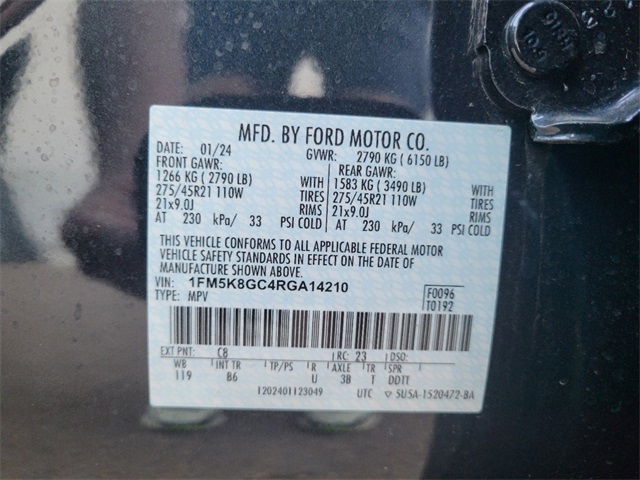 MFD. BY FORD MOTOR CO.
DATE: 01/24 GVWR: 2790 KG ( 6150 LB)
FRONT GAWR: REAR GAWR:
1266 KG ( 2790 LB) WITH 1583 KG ( 3490 LB) WITH
275/45R21 110W TIRES 275/45R21 110W TIRES
21x9.0J RIMS 21x9.0J RIMS
AT 230 kPa/ 33 PSI COLD AT 230 kPa/ 33 PSI COLD
THIS VEHICLE CONFORMS TO ALL APPLICABLE FEDERAL MOTOR
VEHICLE SAFETY STANDARDS IN EFFECT ON THE DATE OF
MANUFACTURE SHOWN ABOVE.
VIN: 1FM5K8GC4RGA14210 F0096
TYPE: MPV T0192
EXT PNT: C8 RC: 23 DSO:
WB INT TR TP/PS R AXLE TR SPR
119 B6 U 3B T DDTT
1202401123049 UTC ▽ 5U5A-1520472-BA